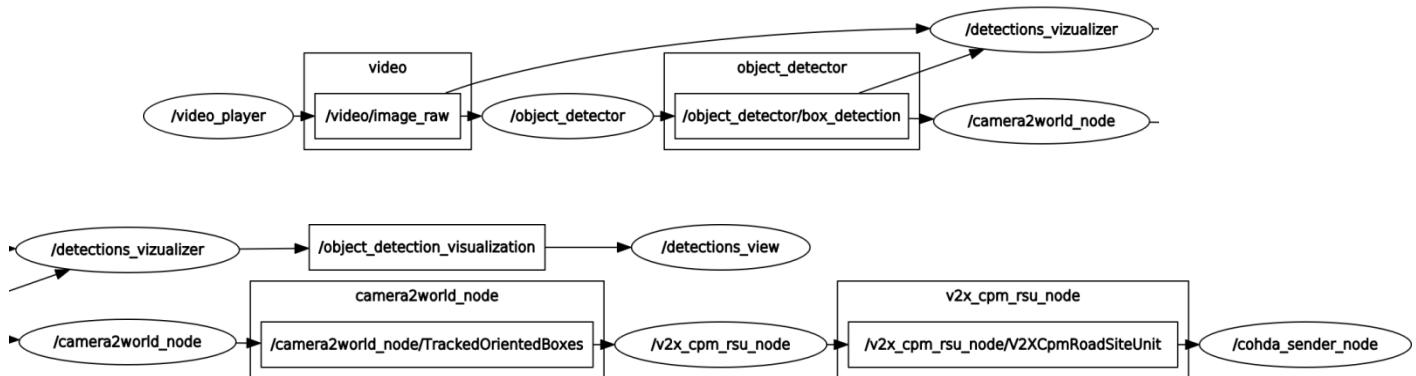 /detections_vizualizer
video
object_detector
/video_player
/video/image_raw
/object_detector
/object_detector/box_detection
/camera2world_node
/detections_vizualizer
/object_detection_visualization
/detections_view
camera2world_node
v2x_cpm_rsu_node
/camera2world_node
/camera2world_node/TrackedOrientedBoxes
/v2x_cpm_rsu_node
/v2x_cpm_rsu_node/V2XCpmRoadSiteUnit
/cohda_sender_node